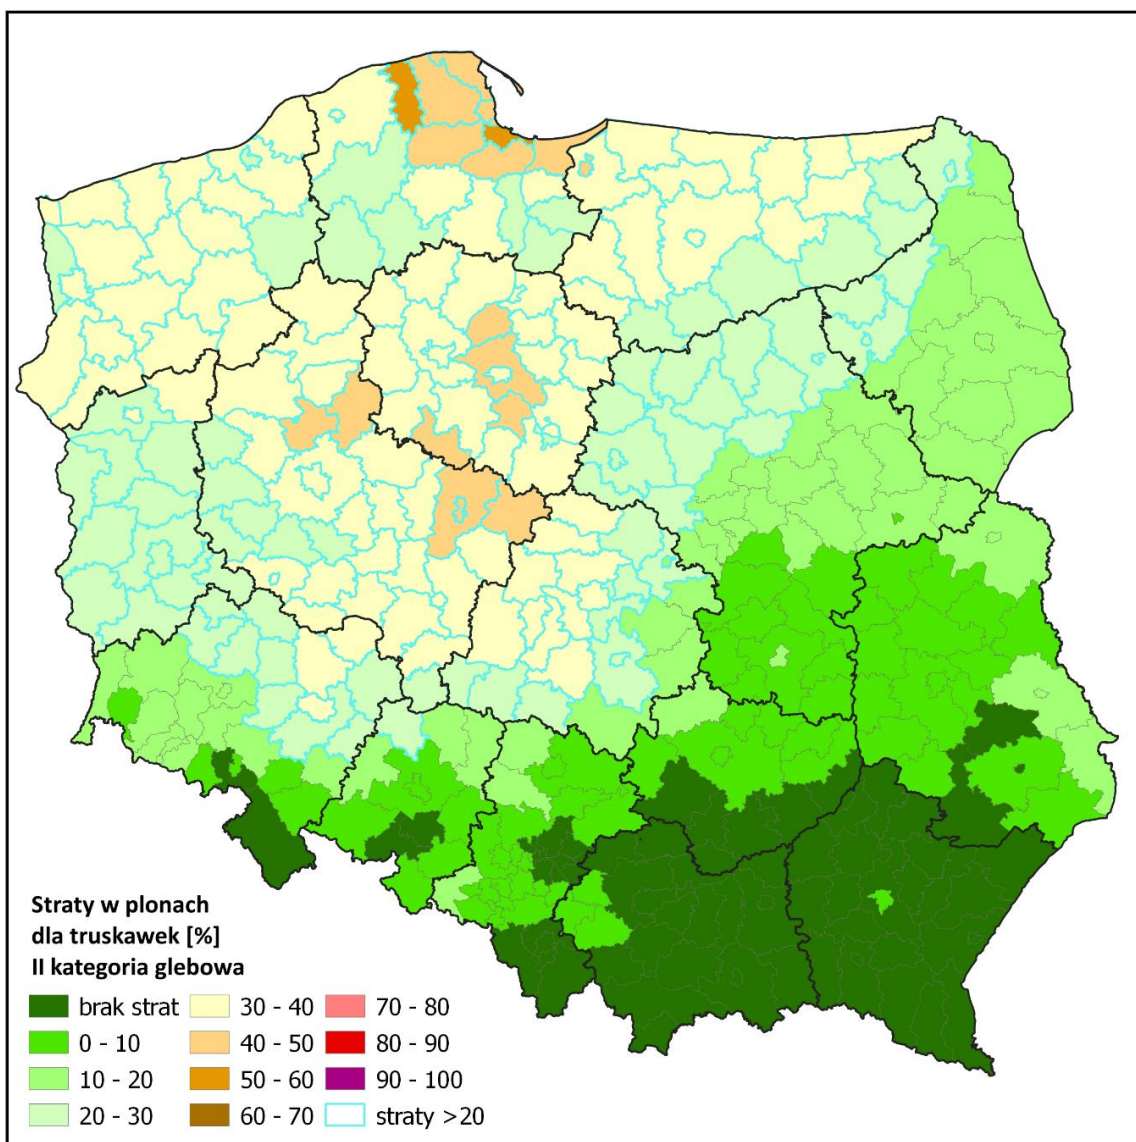 Straty w plonach
dla truskawek [%]
II kategoria glebowa
brak strat
0 - 10
10 - 20
20 - 30
30 - 40
40 - 50
50 - 60
60 - 70
70 - 80
80 - 90
90 - 100
straty >20